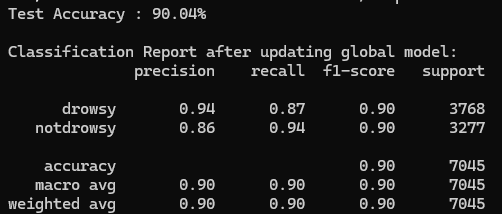 Test Accuracy : 90.04%
Classification Report after updating global model:
precision recall f1-score support
drowsy 0.94 0.87 0.90 3768
notdrowsy 0.86 0.94 0.90 3277
accuracy 0.90 7045
macro avg 0.90 0.90 0.90 7045
weighted avg 0.90 0.90 0.90 7045